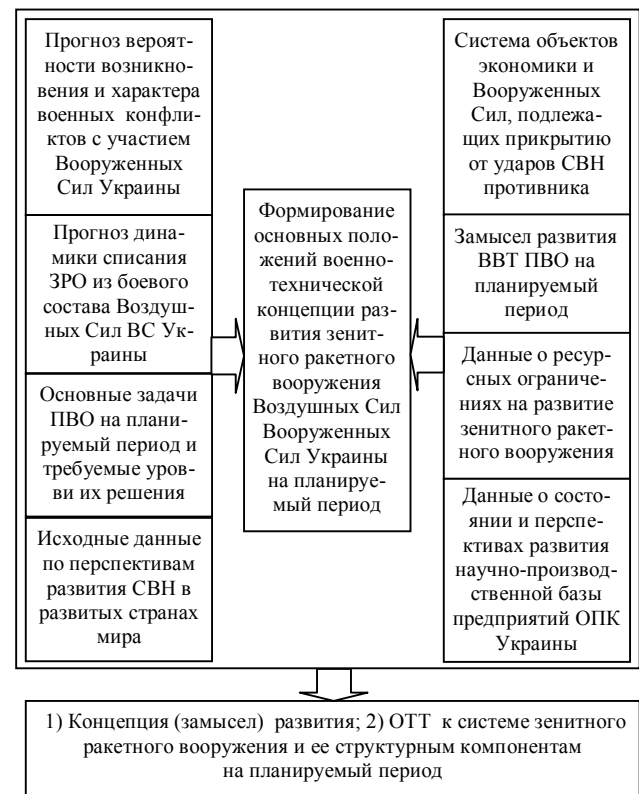 Прогноз вероят-
ности возникно-
вения и характера
военных конфли-
ктов с участием
Вооруженных
Сил Украины
Прогноз дина-
мики списания
ЗРО из боевого
состава Воздуш-
ных Сил ВС Ук-
раины
Основные задачи
ПВО на плани-
руемый период и
требуемые уров-
ви их решения
Исходные данные
по перспективам
развития СВН в
развитых странах
мира
Формирование
основных поло-
жений военно-
технической
концепции раз-
вития зенит-
ного ракетного
вооружения
Воздушных Сил
Вооруженных
Сил Украины
на планируе-
мый период
Система объектов
экономики и
Вооруженных
Сил, подлежа-
щих прикрытию
от ударов СВН
противника
Замысел развития
ВВТ ПВО на
планируемый
период
Данные о ресур-
сных ограниче-
ниях на развитие
зенитного ракет-
ного вооружения
Данные о состо-
янии и перспе-
ктивах развития
научно-производ-
ственной базы
предприятий ОПК
Украины
1) Концепция (замысел) развития; 2) ОТТ к системе зенитного
ракетного вооружения и ее структурным компонентам
на планируемый период